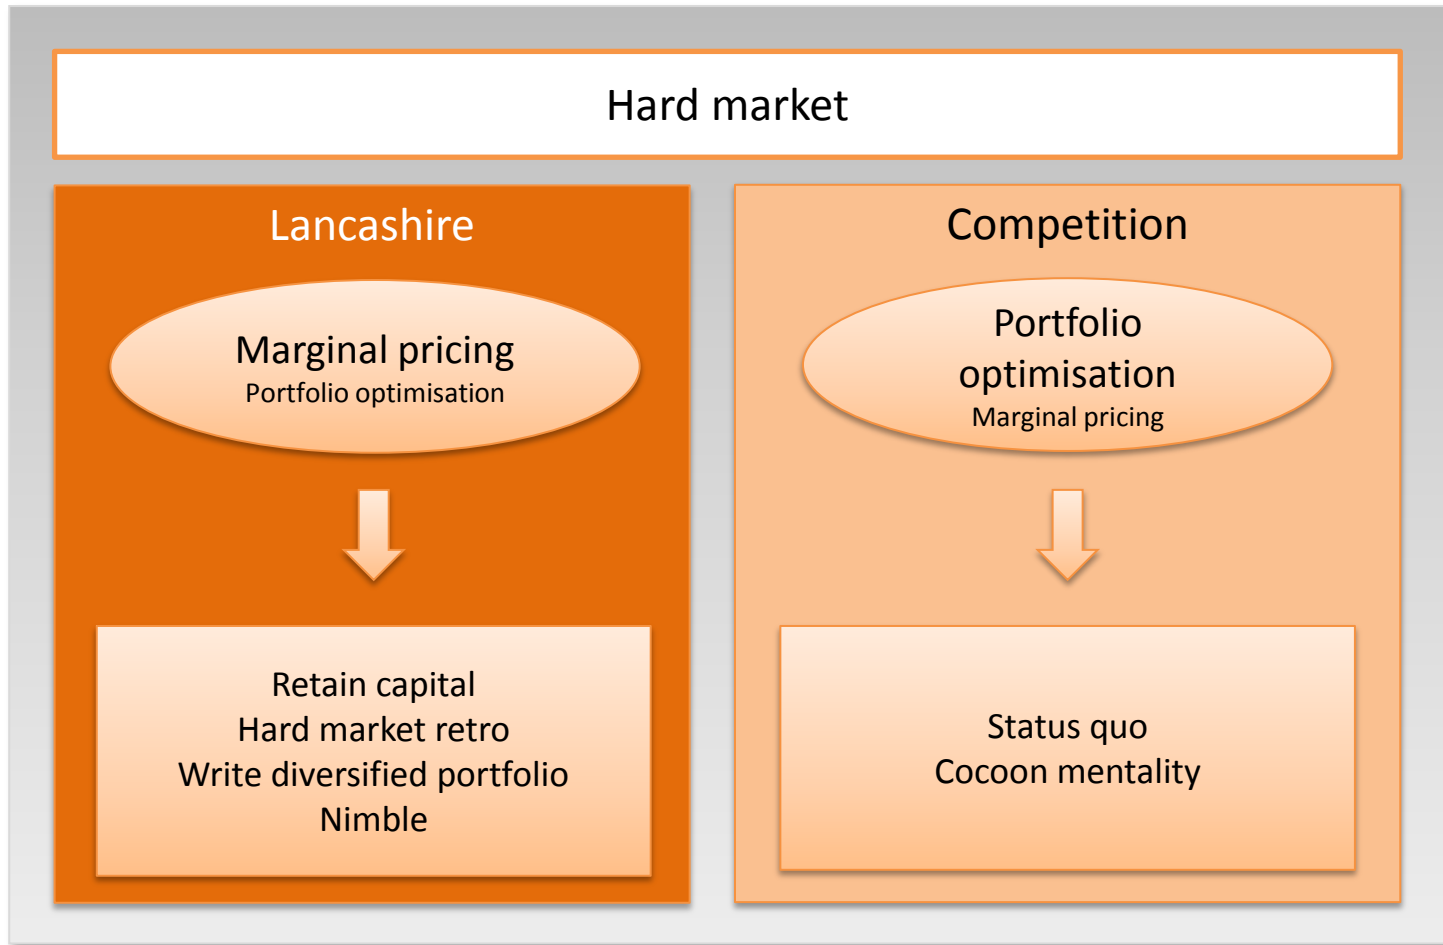 Hard market
Lancashire
Marginal pricing
Portfolio optimisation
Retain capital
Hard market retro
Write diversified portfolio
Nimble
Competition
Portfolio
optimisation
Marginal pricing
Status quo
Cocoon mentality